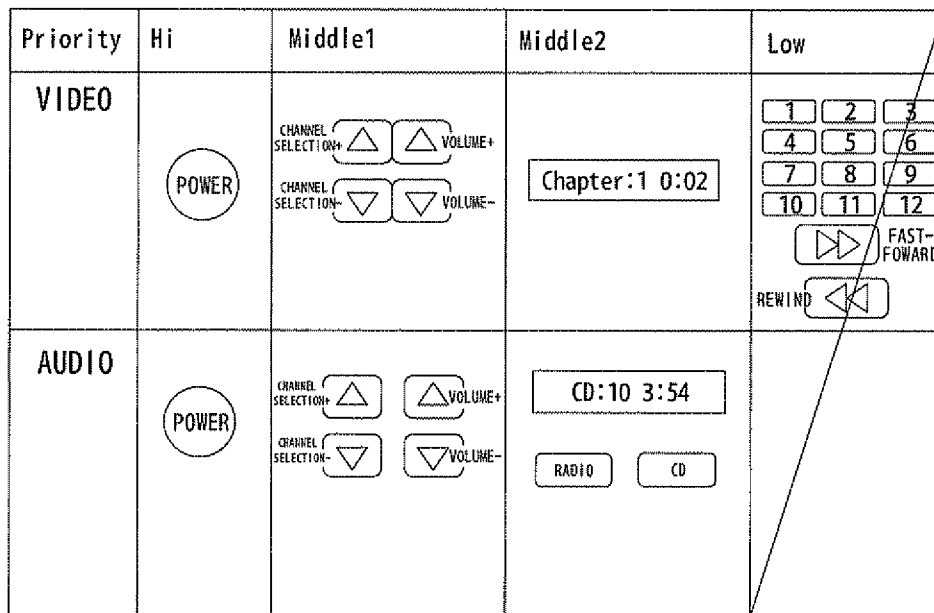 Priority Hi Middle1 Middle2 Low
VIDEO
POWER
CHANNEL SELECTION+
VOLUME+
CHANNEL SELECTION-
VOLUME-
Chapter:1 0:02
1 2 3
4 5 6
7 8 9
10 11 12
FAST-
FOWARD
REWIND
AUDIO
POWER
CHANNEL SELECTION+
VOLUME+
CHANNEL SELECTION-
VOLUME-
CD:10 3:54
RADIO CD